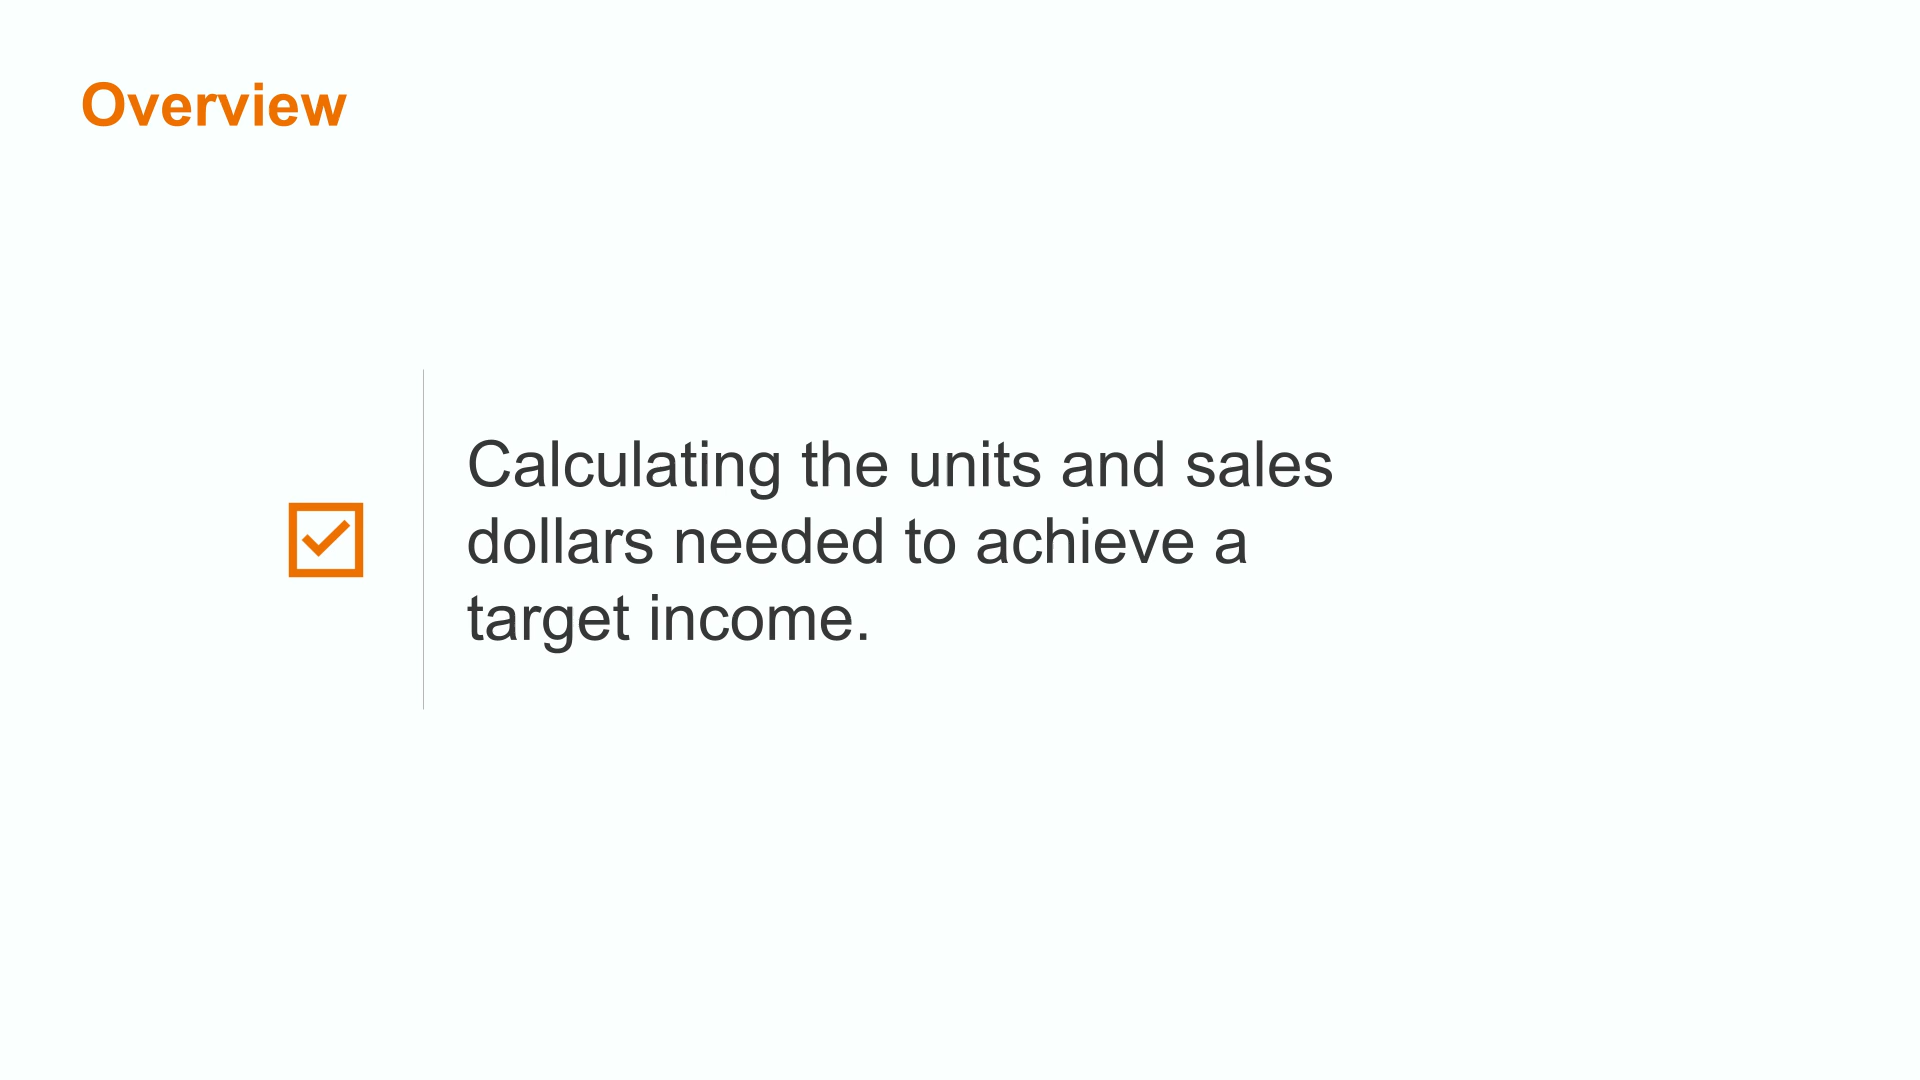 Overview
Calculating the units and sales
dollars needed to achieve a
target income.